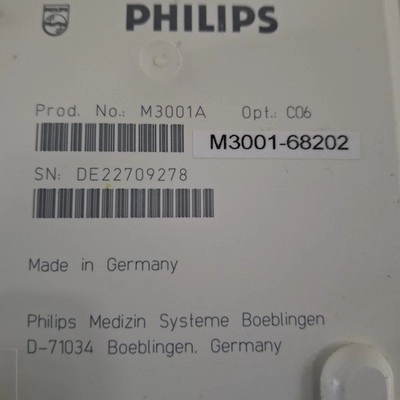 PHILIPS
PHILIPS
Prod. No.: M3001A Opt.: C06
M3001-68202
SN: DE22709278
Made in Germany
Philips Medizin Systeme Boeblingen
D-71034 Boeblingen, Germany